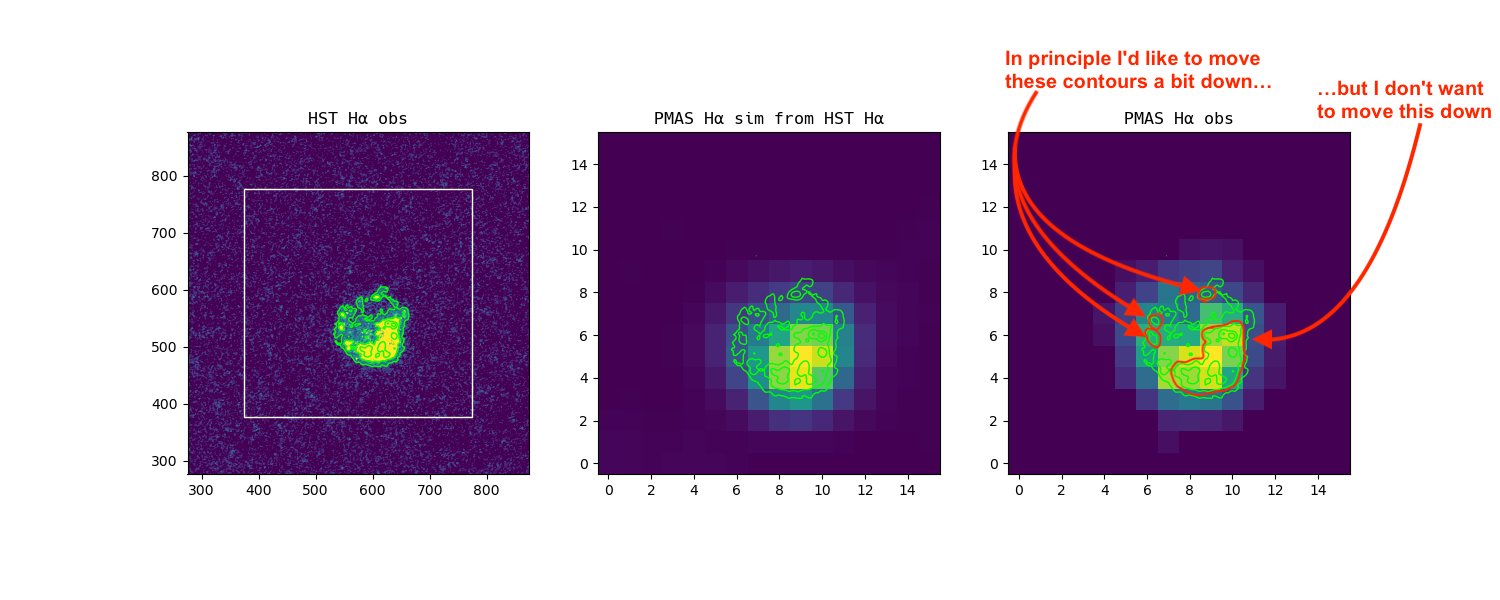 In principle I'd like to move
these contours a bit down…
…but I don't want
to move this down
HST Hα obs
PMAS Hα sim from HST Hα
PMAS Hα obs
800
700
600
500
400
300
300 400 500 600 700 800
14
12
10
8
6
4
2
0
0 2 4 6 8 10 12 14
14
12
10
8
6
4
2
0
0 2 4 6 8 10 12 14